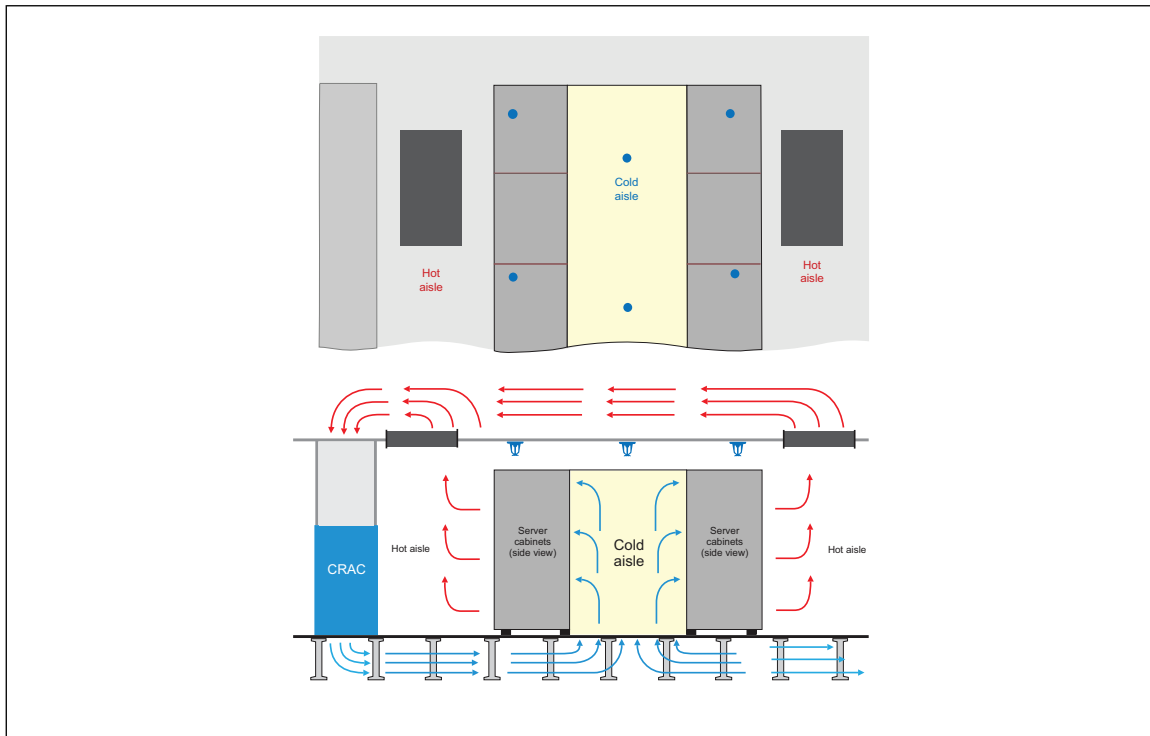 Cold
aisle
Hot
aisle
Hot
aisle
Server
cabinets
(side view)
Server
cabinets
(side view)
Cold
aisle
Hot aisle
Hot aisle
CRAC